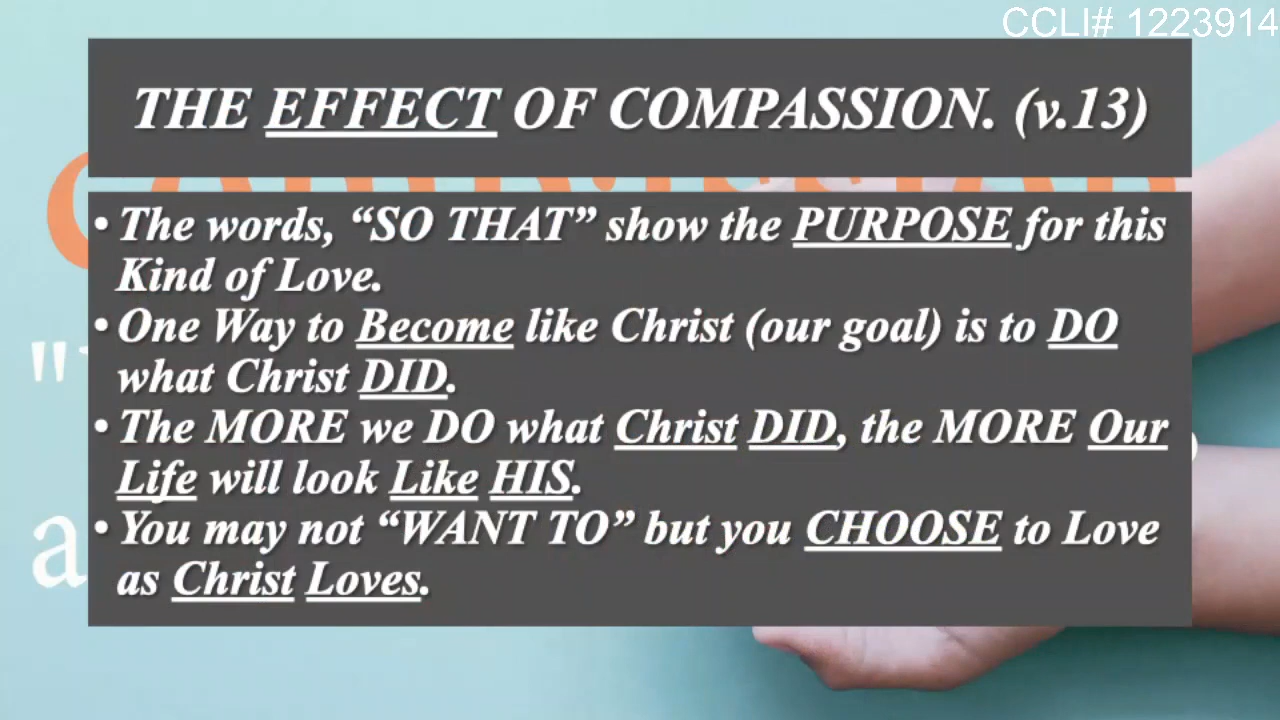 CCLI# 1223914
THE EFFECT OF COMPASSION. (v.13)
• The words, “SO THAT” show the PURPOSE for this
Kind of Love.
• One Way to Become like Christ (our goal) is to DO
what Christ DID.
• The MORE we DO what Christ DID, the MORE Our
Life will look Like HIS.
• You may not “WANT TO” but you CHOOSE to Love
as Christ Loves.